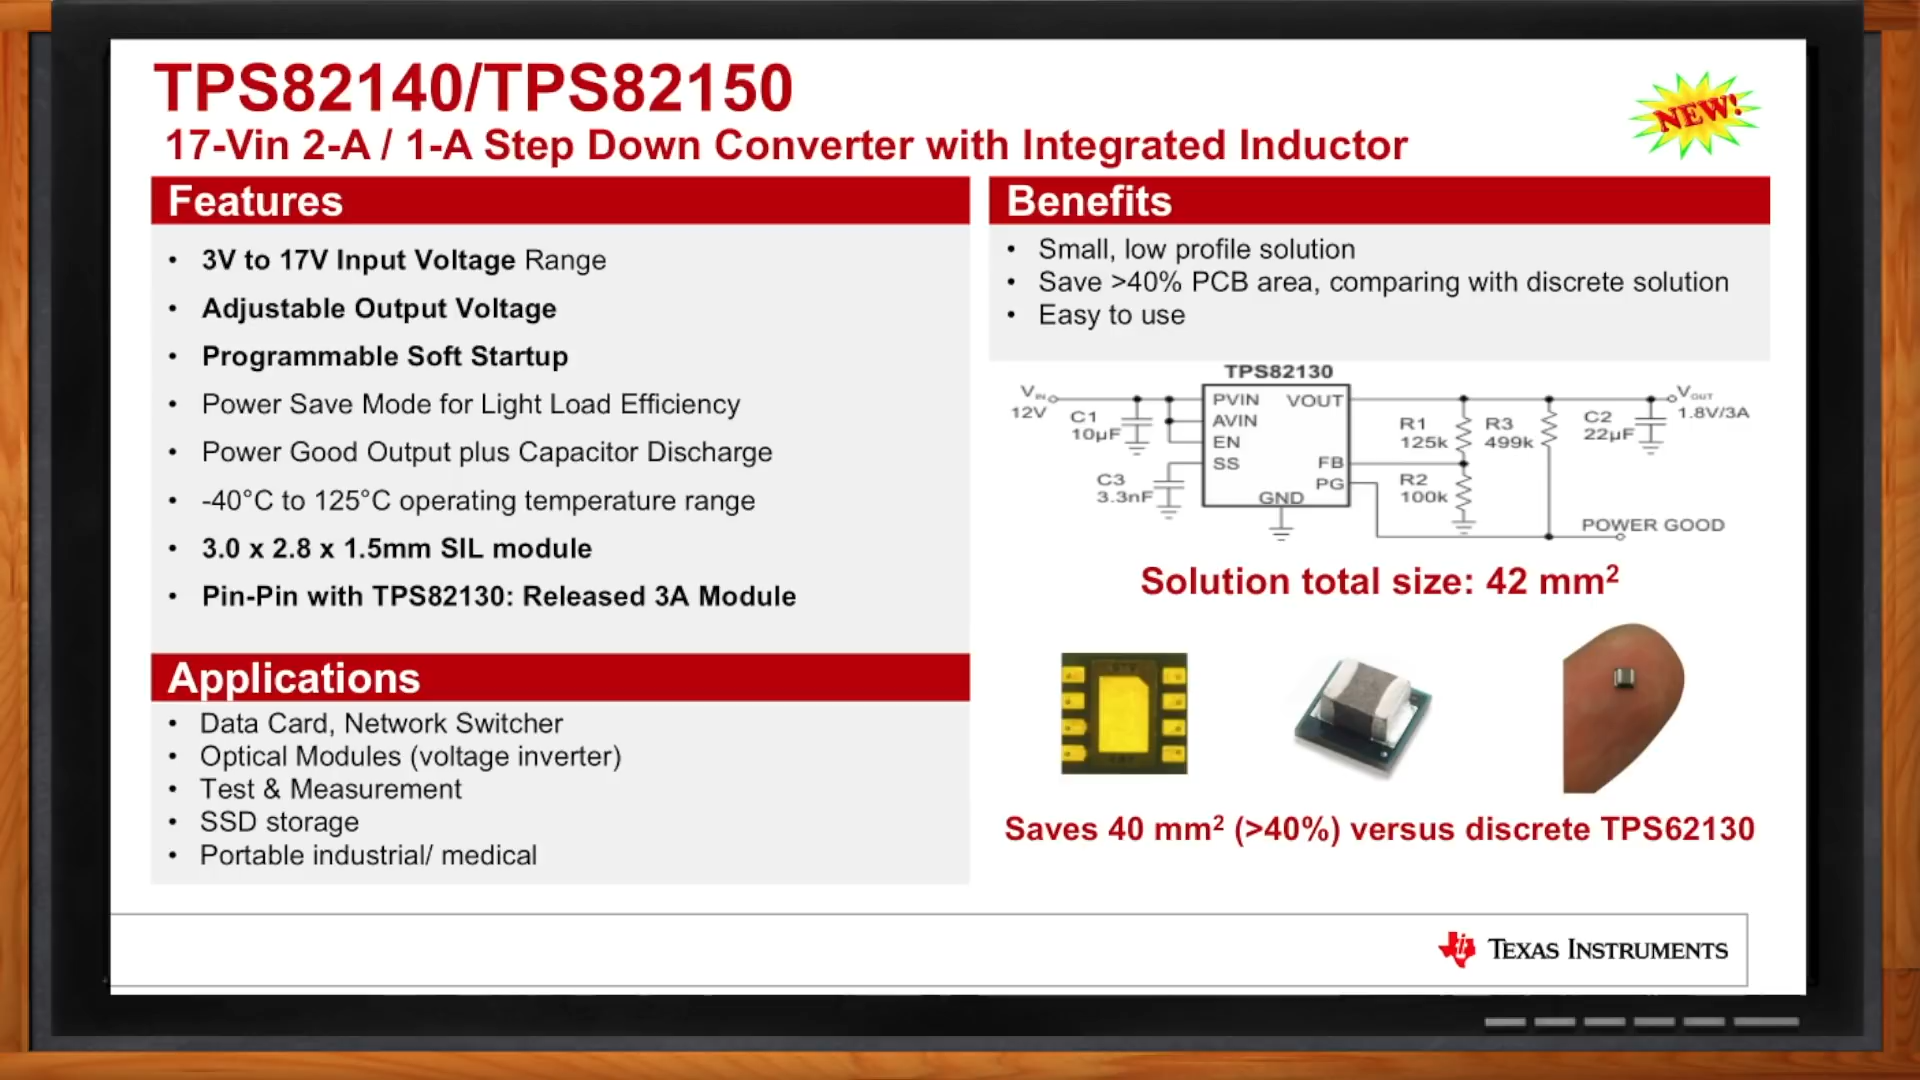 TPS82140/TPS82150
17-Vin 2-A / 1-A Step Down Converter with Integrated Inductor
NEW!
Features
• 3V to 17V Input Voltage Range
• Adjustable Output Voltage
• Programmable Soft Startup
• Power Save Mode for Light Load Efficiency
• Power Good Output plus Capacitor Discharge
• -40°C to 125°C operating temperature range
• 3.0 x 2.8 x 1.5mm SIL module
• Pin-Pin with TPS82130: Released 3A Module
Applications
• Data Card, Network Switcher
• Optical Modules (voltage inverter)
• Test & Measurement
• SSD storage
• Portable industrial/ medical
Benefits
• Small, low profile solution
• Save >40% PCB area, comparing with discrete solution
• Easy to use
TPS82130
VIN
12V
C1
10µF
C3
3.3nF
PVIN
AVIN
EN
SS
GND
VOUT
FB
PG
R1
125k
R2
100k
R3
499k
C2
22µF
VOUT
1.8V/3A
POWER GOOD
Solution total size: 42 mm²
Saves 40 mm² (>40%) versus discrete TPS62130
TEXAS INSTRUMENTS